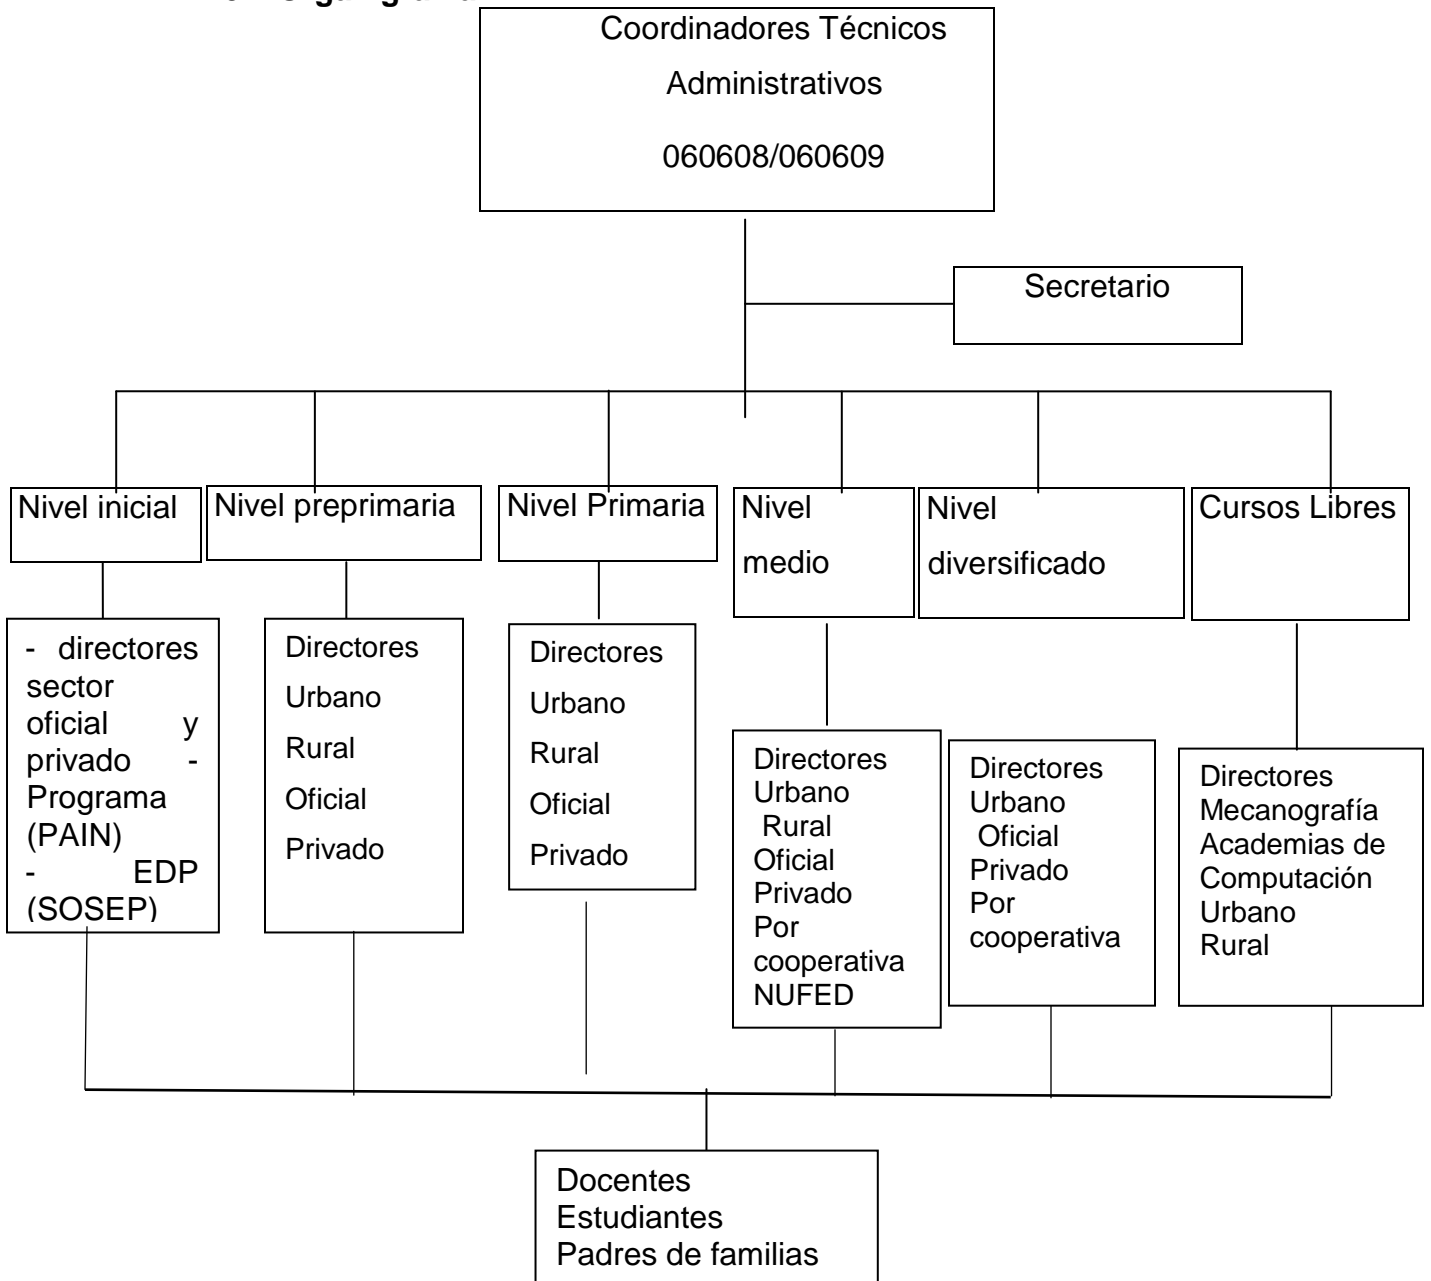 Coordinadores Técnicos
Administrativos
060608/060609
Secretario
Nivel inicial
Nivel preprimaria
Nivel Primaria
Nivel
medio
Nivel
diversificado
Cursos Libres
- directores
sector
oficial y
privado -
Programa
(PAIN)
- EDP
(SOSEP)
Directores
Urbano
Rural
Oficial
Privado
Directores
Urbano
Rural
Oficial
Privado
Directores
Urbano
Rural
Oficial
Privado
Por
cooperativa
NUFED
Directores
Urbano
Oficial
Privado
Por
cooperativa
Directores
Mecanografía
Academias de
Computación
Urbano
Rural
Docentes
Estudiantes
Padres de familias